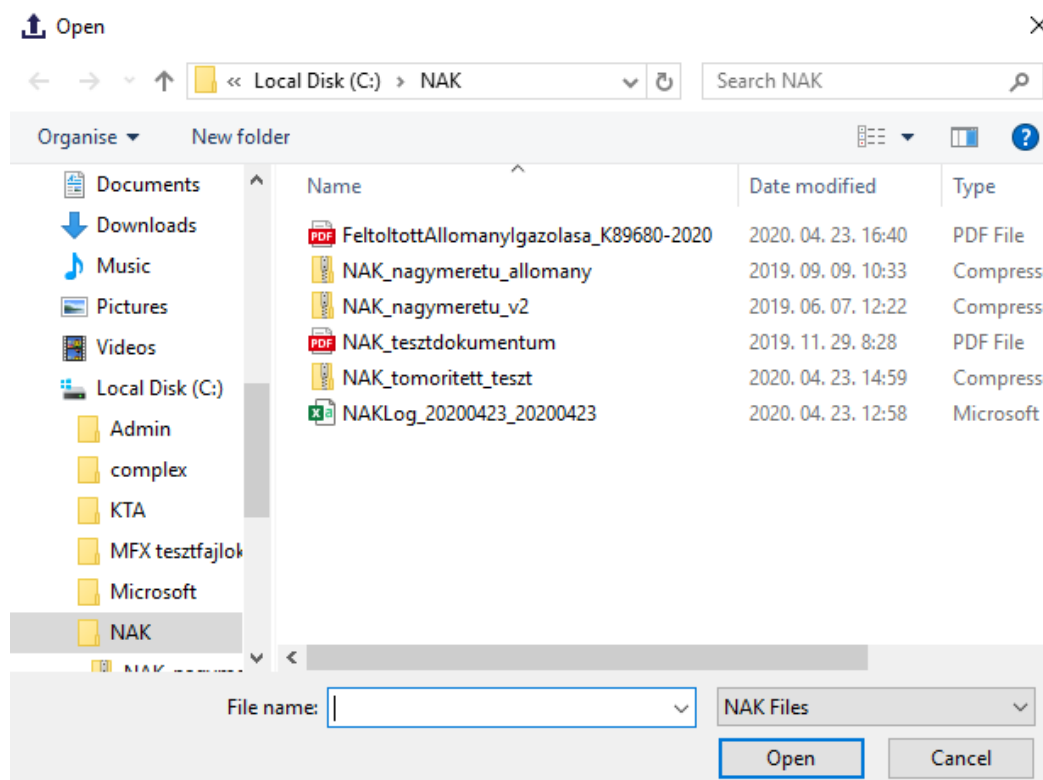 Open
« Local Disk (C:) › NAK
Search NAK
Organise
New folder
?
Documents
Downloads
Music
Pictures
Videos
Local Disk (C:)
Admin
complex
KTA
MFX tesztfajlok
Microsoft
NAK
Name Date modified Type
FeltoltottAllomanyIgazolasa_K89680-2020 2020. 04. 23. 16:40 PDF File
NAK_nagymeretu_allomany 2019. 09. 09. 10:33 Compress
NAK_nagymeretu_v2 2019. 06. 07. 12:22 Compress
NAK_tesztdokumentum 2019. 11. 29. 8:28 PDF File
NAK_tomoritett_teszt 2020. 04. 23. 14:59 Compress
NAKLog_20200423_20200423 2020. 04. 23. 12:58 Microsoft
File name:
NAK Files
Open
Cancel